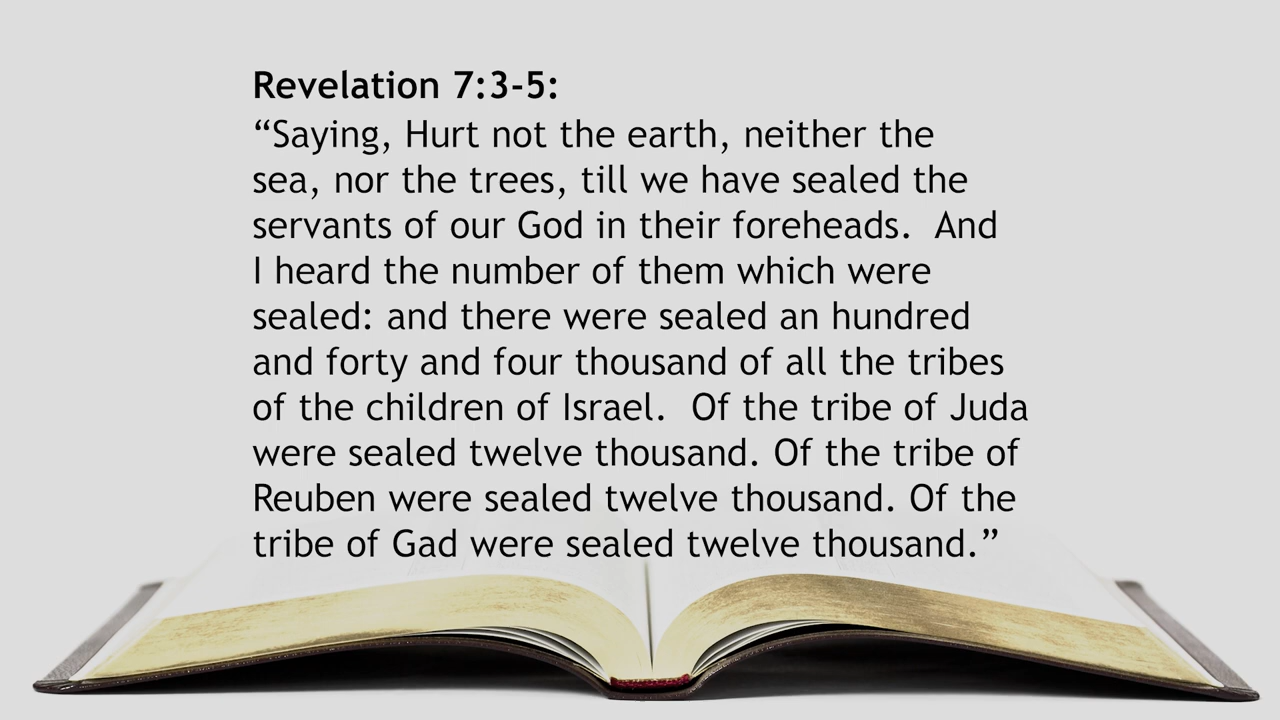 Revelation 7:3-5:
“Saying, Hurt not the earth, neither the
sea, nor the trees, till we have sealed the
servants of our God in their foreheads.  And
I heard the number of them which were
sealed: and there were sealed an hundred
and forty and four thousand of all the tribes
of the children of Israel.  Of the tribe of Juda
were sealed twelve thousand. Of the tribe of
Reuben were sealed twelve thousand. Of the
tribe of Gad were sealed twelve thousand.”